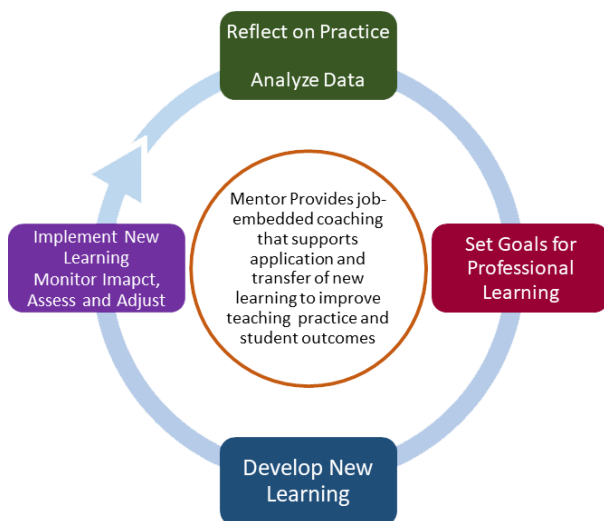 Reflect on Practice
Analyze Data
Mentor Provides job-
embedded coaching
that supports
application and
transfer of new
learning to improve
teaching practice and
student outcomes
Implement New
Learning
Monitor Imapct,
Assess and Adjust
Set Goals for
Professional
Learning
Develop New
Learning